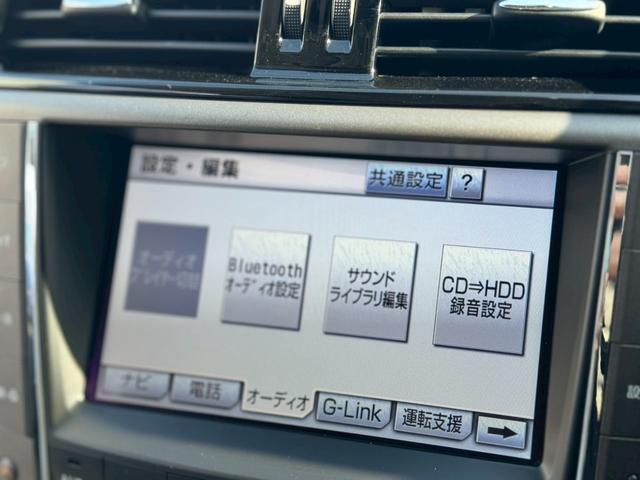 設定・編集
共通設定
?
オーディオ
プレイヤー切替
Bluetooth
オーディオ設定
サウンド
ライブラリ編集
CD⇒HDD
録音設定
ナビ
電話
オーディオ
G-Link
運転支援